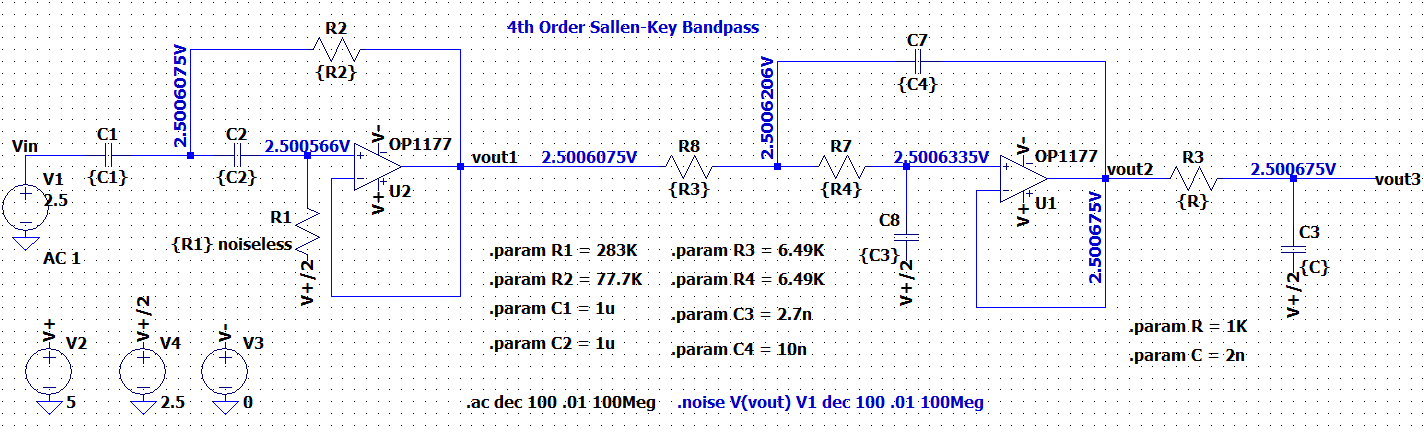 4th Order Sallen-Key Bandpass
R2
{R2}
C7
{C4}
2.5006075V
2.5006206V
Vin
C1
{C1}
C2
{C2}
2.500566V
V-
OP1177
U2
V+
vout1
2.5006075V
R8
{R3}
R7
{R4}
2.5006335V
V-
OP1177
U1
V+
vout2
R3
{R}
2.500675V
vout3
V1
2.5
AC 1
R1
{R1} noiseless
V+/2
C8
{C3}
V+/2
2.500675V
C3
{C}
V+/2
.param R1 = 283K
.param R2 = 77.7K
.param C1 = 1u
.param C2 = 1u
.param R3 = 6.49K
.param R4 = 6.49K
.param C3 = 2.7n
.param C4 = 10n
.param R = 1K
.param C = 2n
V+
V2
5
V+/2
V4
2.5
V-
V3
0
.ac dec 100 .01 100Meg
.noise V(vout) V1 dec 100 .01 100Meg